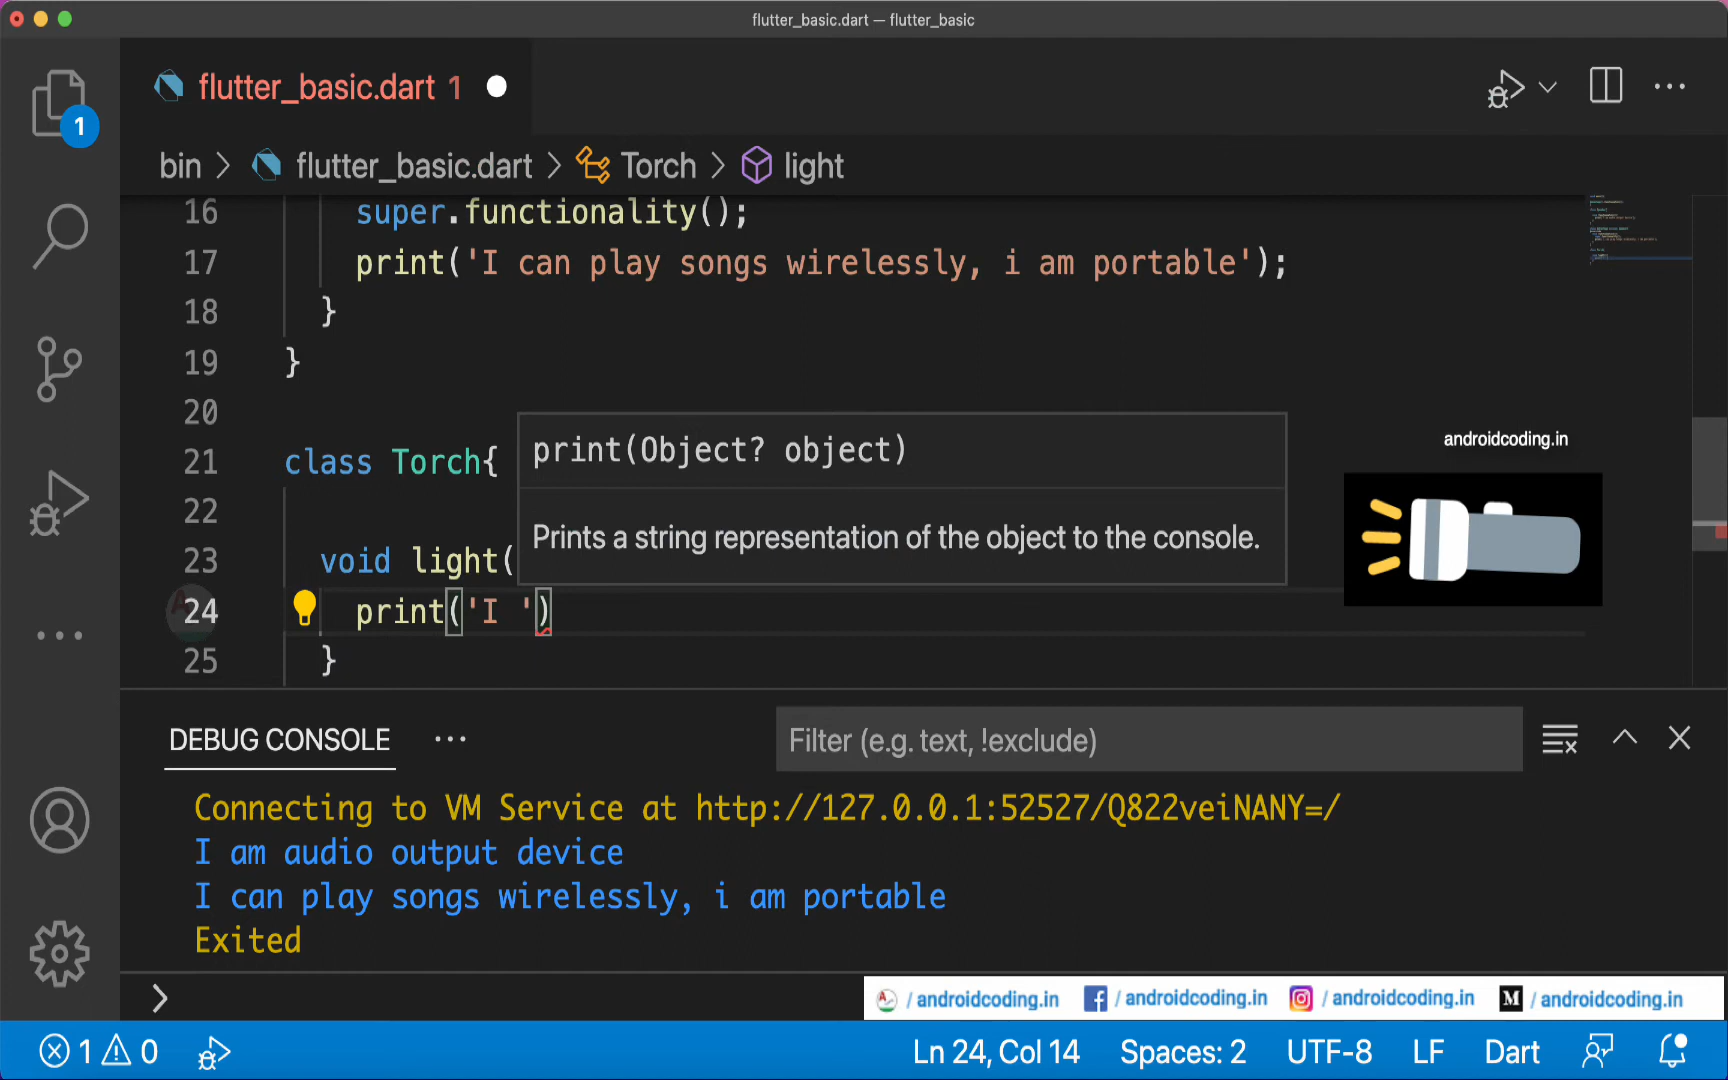 flutter_basic.dart — flutter_basic
flutter_basic.dart 1
1
bin > flutter_basic.dart > Torch > light
16 super.functionality();
17 print('I can play songs wirelessly, i am portable');
18 }
19 }
20
print(Object? object)
androidcoding.in
21 class Torch{
22
Prints a string representation of the object to the console.
23 void light(
24 print('I ')
25 }
DEBUG CONSOLE
Filter (e.g. text, !exclude)
Connecting to VM Service at http://127.0.0.1:52527/Q822veiNANY=/
I am audio output device
I can play songs wirelessly, i am portable
Exited
/ androidcoding.in / androidcoding.in / androidcoding.in M / androidcoding.in
1 0 Ln 24, Col 14 Spaces: 2 UTF-8 LF Dart